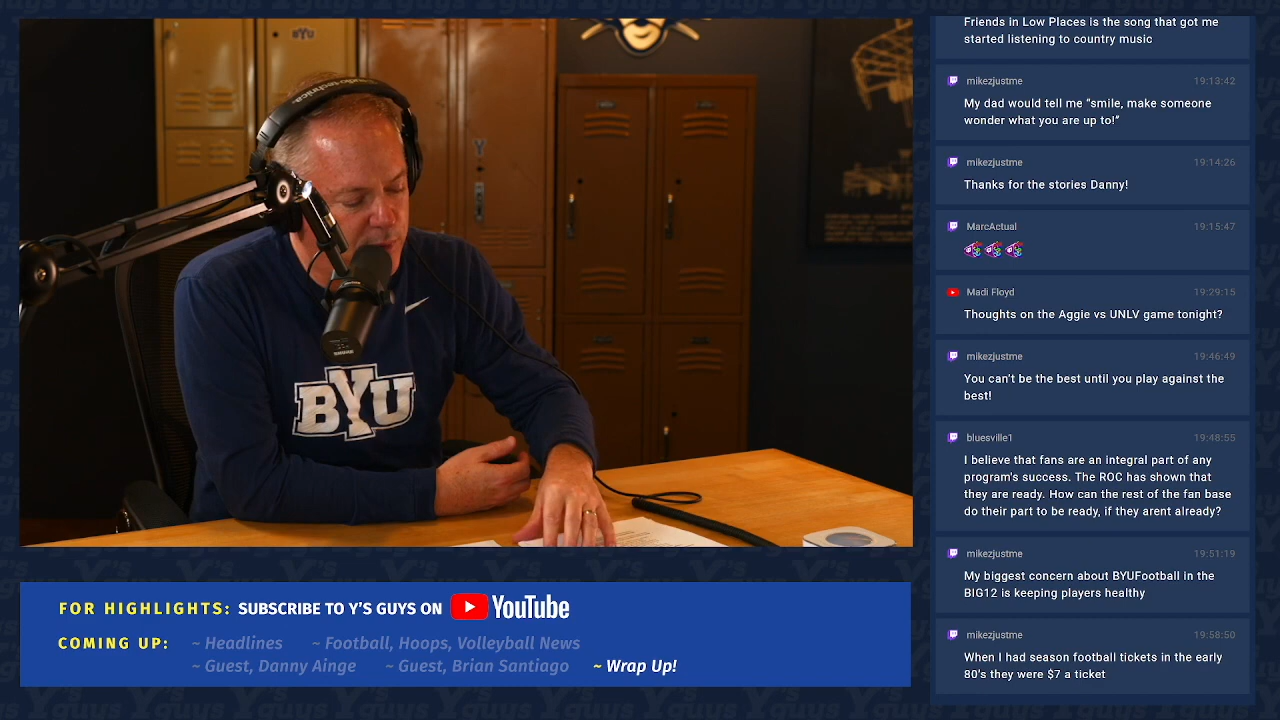 Friends in Low Places is the song that got me
started listening to country music
mikezjustme 19:13:42
My dad would tell me “smile, make someone
wonder what you are up to!”
mikezjustme 19:14:26
Thanks for the stories Danny!
MarcActual 19:15:47
Madi Floyd 19:29:15
Thoughts on the Aggie vs UNLV game tonight?
mikezjustme 19:46:49
You can't be the best until you play against the
best!
bluesville1 19:48:55
I believe that fans are an integral part of any
program's success. The ROC has shown that
they are ready. How can the rest of the fan base
do their part to be ready, if they arent already?
mikezjustme 19:51:19
My biggest concern about BYUFootball in the
BIG12 is keeping players healthy
mikezjustme 19:58:50
When I had season football tickets in the early
80's they were $7 a ticket
BYU
audio-technica
Y
BYU
FOR HIGHLIGHTS: SUBSCRIBE TO Y'S GUYS ON YouTube
COMING UP: ~ Headlines ~ Football, Hoops, Volleyball News
~ Guest, Danny Ainge ~ Guest, Brian Santiago ~ Wrap Up!